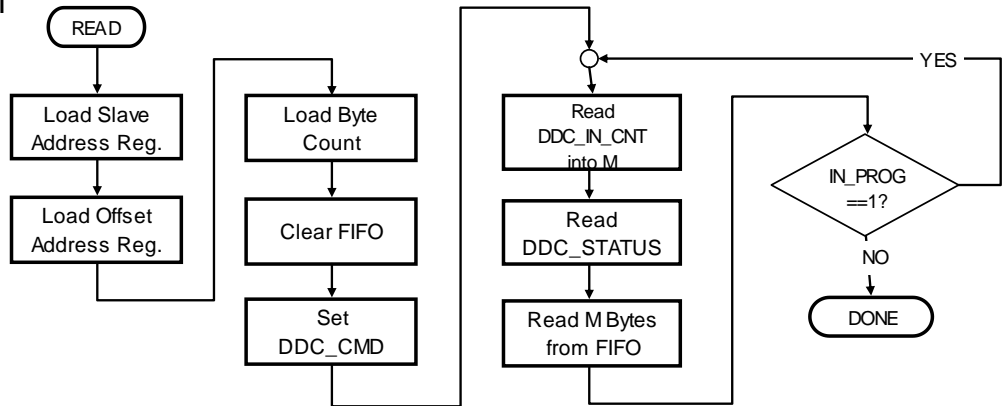 READ
Load Slave
Address Reg.
Load Offset
Address Reg.
Load Byte
Count
Clear FIFO
Set
DDC_CMD
Read
DDC_IN_CNT
into M
Read
DDC_STATUS
Read M Bytes
from FIFO
YES
IN_PROG
==1?
NO
DONE